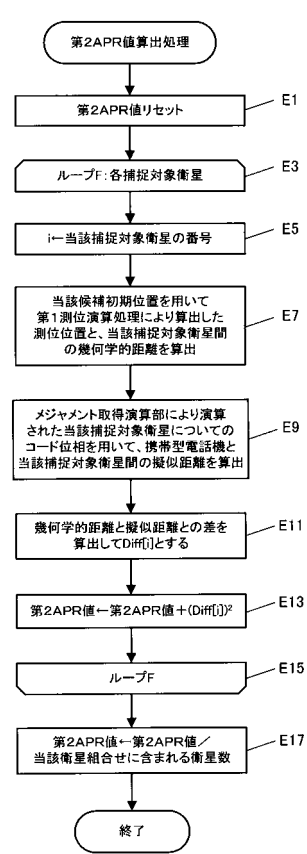 第2APR値算出処理
第2APR値リセット
E1
ループF:各捕捉対象衛星
E3
i←当該捕捉対象衛星の番号
E5
当該候補初期位置を用いて
第1測位演算処理により算出した
測位位置と、当該捕捉対象衛星間
の幾何学的距離を算出
E7
メジャメント取得演算部により演算
された当該捕捉対象衛星についての
コード位相を用いて、携帯型電話機と
当該捕捉対象衛星間の擬似距離を算出
E9
幾何学的距離と擬似距離との差を
算出してDiff[i]とする
E11
第2APR値←第2APR値+(Diff[i])²
E13
ループF
E15
第2APR値←第2APR値/
当該衛星組合せに含まれる衛星数
E17
終了